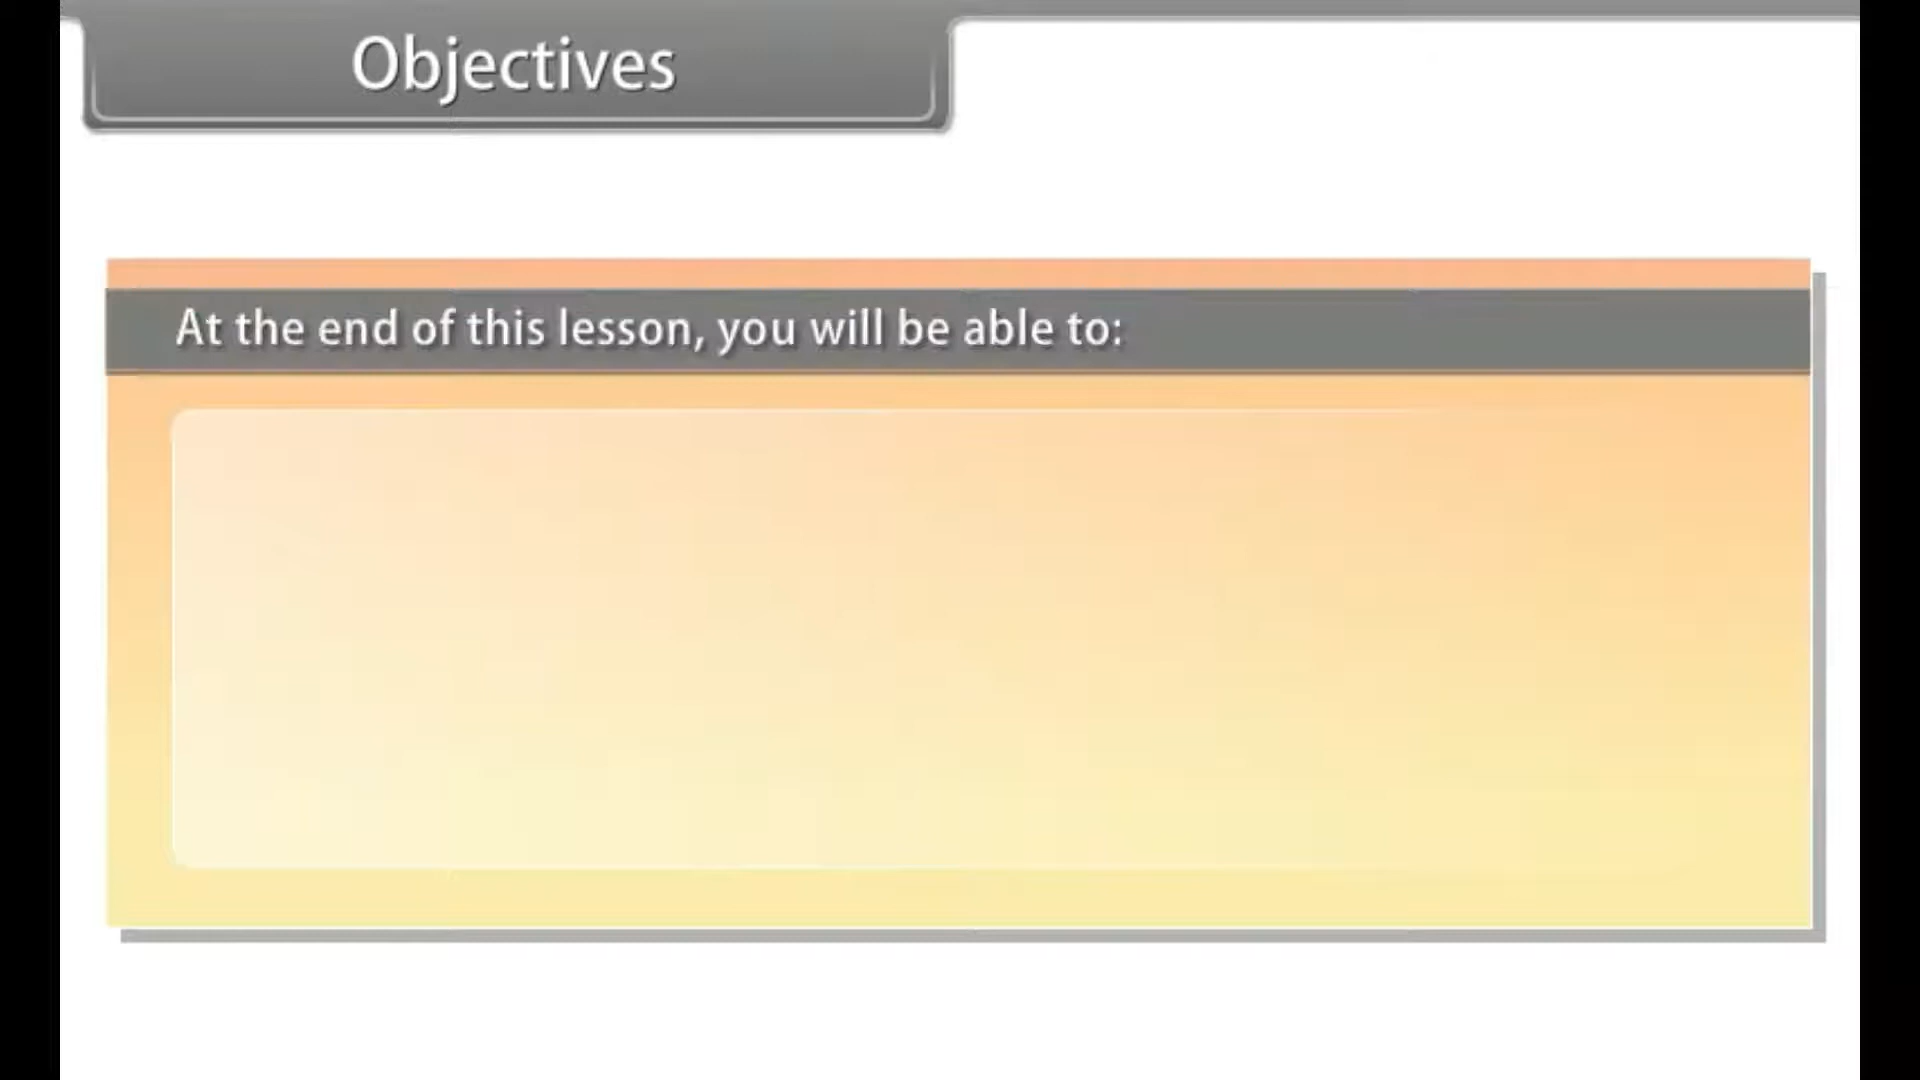 Objectives
At the end of this lesson, you will be able to: